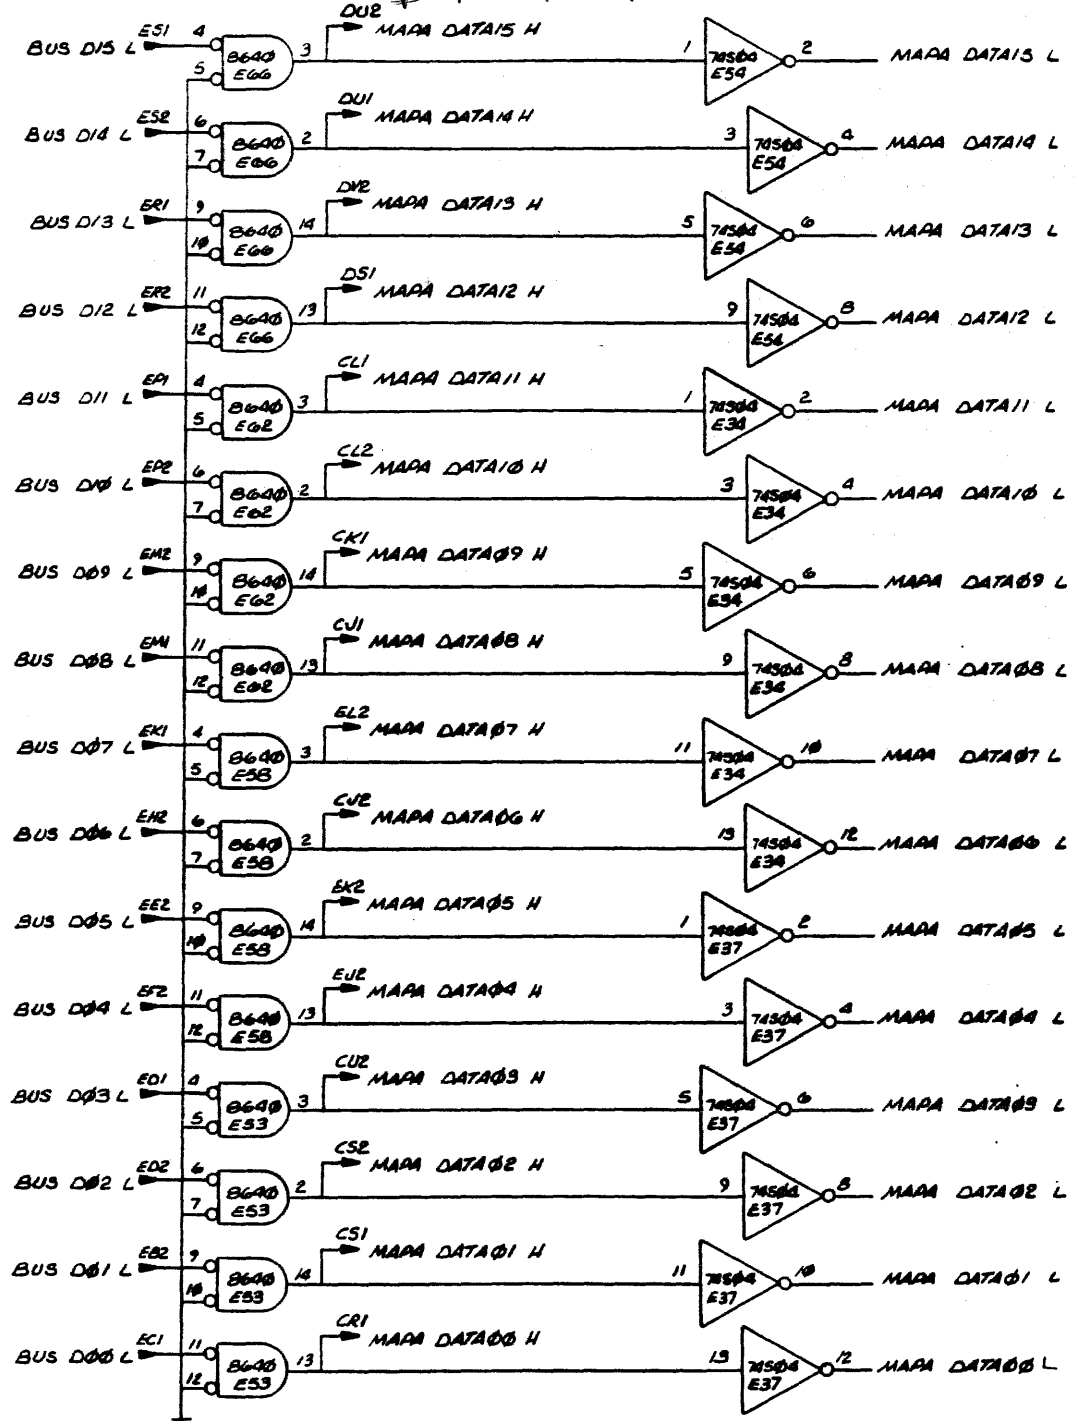 DU2
BUS D15 L ES1 4 8640 E66 3 MAPA DATA15 H 1 74S04 E54 2 MAPA DATA15 L
5
DU1
BUS D14 L ES2 6 8640 E66 2 MAPA DATA14 H 3 74S04 E54 4 MAPA DATA14 L
7
DV2
BUS D13 L ER1 9 8640 E66 14 MAPA DATA13 H 5 74S04 E54 6 MAPA DATA13 L
10
DS1
BUS D12 L ER2 11 8640 E66 13 MAPA DATA12 H 9 74S04 E54 8 MAPA DATA12 L
12
CL1
BUS D11 L EP1 4 8640 E62 3 MAPA DATA11 H 1 74S04 E34 2 MAPA DATA11 L
5
CL2
BUS D10 L EP2 6 8640 E62 2 MAPA DATA10 H 3 74S04 E34 4 MAPA DATA10 L
7
CK1
BUS D09 L EM2 9 8640 E62 14 MAPA DATA09 H 5 74S04 E34 6 MAPA DATA09 L
10
CJ1
BUS D08 L EM1 11 8640 E62 13 MAPA DATA08 H 9 74S04 E34 8 MAPA DATA08 L
12
EL2
BUS D07 L EK1 4 8640 E58 3 MAPA DATA07 H 11 74S04 E34 10 MAPA DATA07 L
5
CJ2
BUS D06 L EH2 6 8640 E58 2 MAPA DATA06 H 13 74S04 E34 12 MAPA DATA06 L
7
EK2
BUS D05 L EE2 9 8640 E58 14 MAPA DATA05 H 1 74S04 E37 2 MAPA DATA05 L
10
EJ2
BUS D04 L EF2 11 8640 E58 13 MAPA DATA04 H 3 74S04 E37 4 MAPA DATA04 L
12
CU2
BUS D03 L ED1 4 8640 E53 3 MAPA DATA03 H 5 74S04 E37 6 MAPA DATA03 L
5
CS2
BUS D02 L ED2 6 8640 E53 2 MAPA DATA02 H 9 74S04 E37 8 MAPA DATA02 L
7
CS1
BUS D01 L EB2 9 8640 E53 14 MAPA DATA01 H 11 74S04 E37 10 MAPA DATA01 L
10
CR1
BUS D00 L EC1 11 8640 E53 13 MAPA DATA00 H 13 74S04 E37 12 MAPA DATA00 L
12